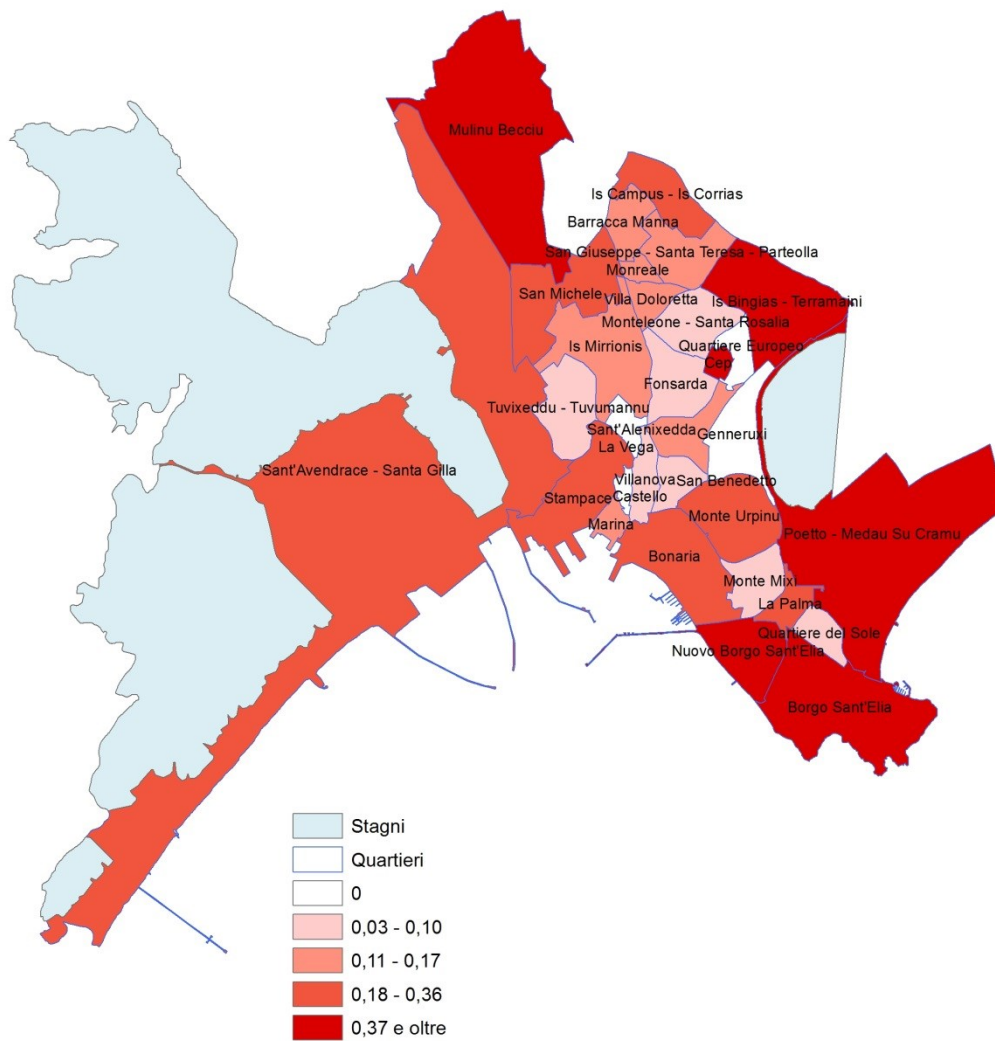 Mulinu Becciu
Is Campus - Is Corrias
Barracca Manna
San Giuseppe - Santa Teresa - Parteolla
Monreale
San Michele
Villa Doloretta
Is Bingias - Terramaini
Monteleone - Santa Rosalia
Is Mirrionis
Quartiere Europeo
Cep
Fonsarda
Tuvixeddu - Tuvumannu
Sant'Alenixedda
Genneruxi
La Vega
Sant'Avendrace - Santa Gilla
Villanova
San Benedetto
Stampace
Castello
Marina
Monte Urpinu
Poetto - Medau Su Cramu
Bonaria
Monte Mixi
La Palma
Quartiere del Sole
Nuovo Borgo Sant'Elia
Borgo Sant'Elia
Stagni
Quartieri
0
0,03 - 0,10
0,11 - 0,17
0,18 - 0,36
0,37 e oltre